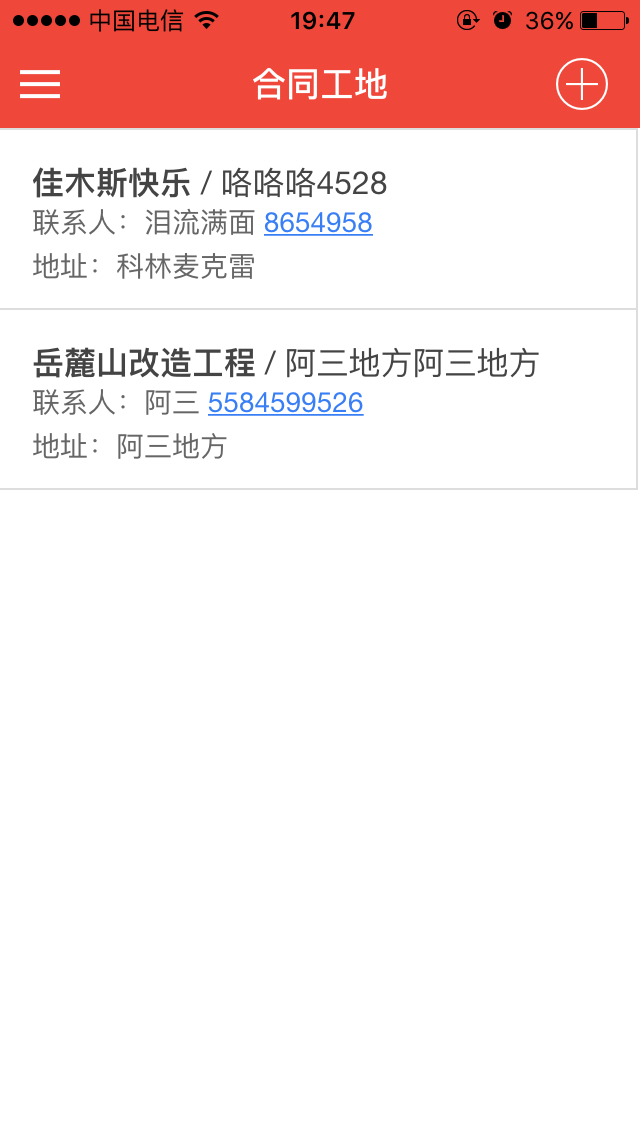 中国电信 19:47 36%
合同工地
佳木斯快乐 / 咯咯咯4528
联系人：泪流满面 8654958
地址：科林麦克雷
岳麓山改造工程 / 阿三地方阿三地方
联系人：阿三 5584599526
地址：阿三地方